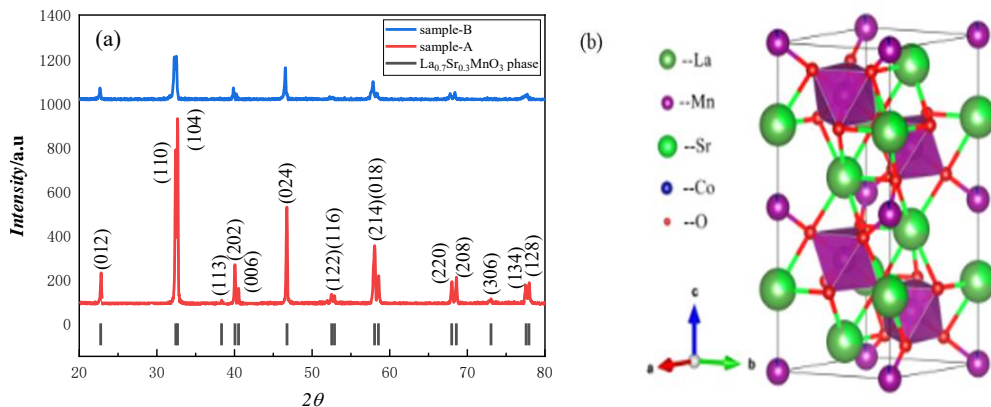 (a)
sample-B
sample-A
La0.7Sr0.3MnO3 phase
1400
1200
1000
800
600
400
200
0
Intensity/a.u
(012)
(110)
(104)
(113)
(202)
(006)
(024)
(122)(116)
(214)(018)
(220)
(208)
(306)
(134)
(128)
20
30
40
50
60
70
80
2θ
(b)
--La
--Mn
--Sr
--Co
--O
c
a
b